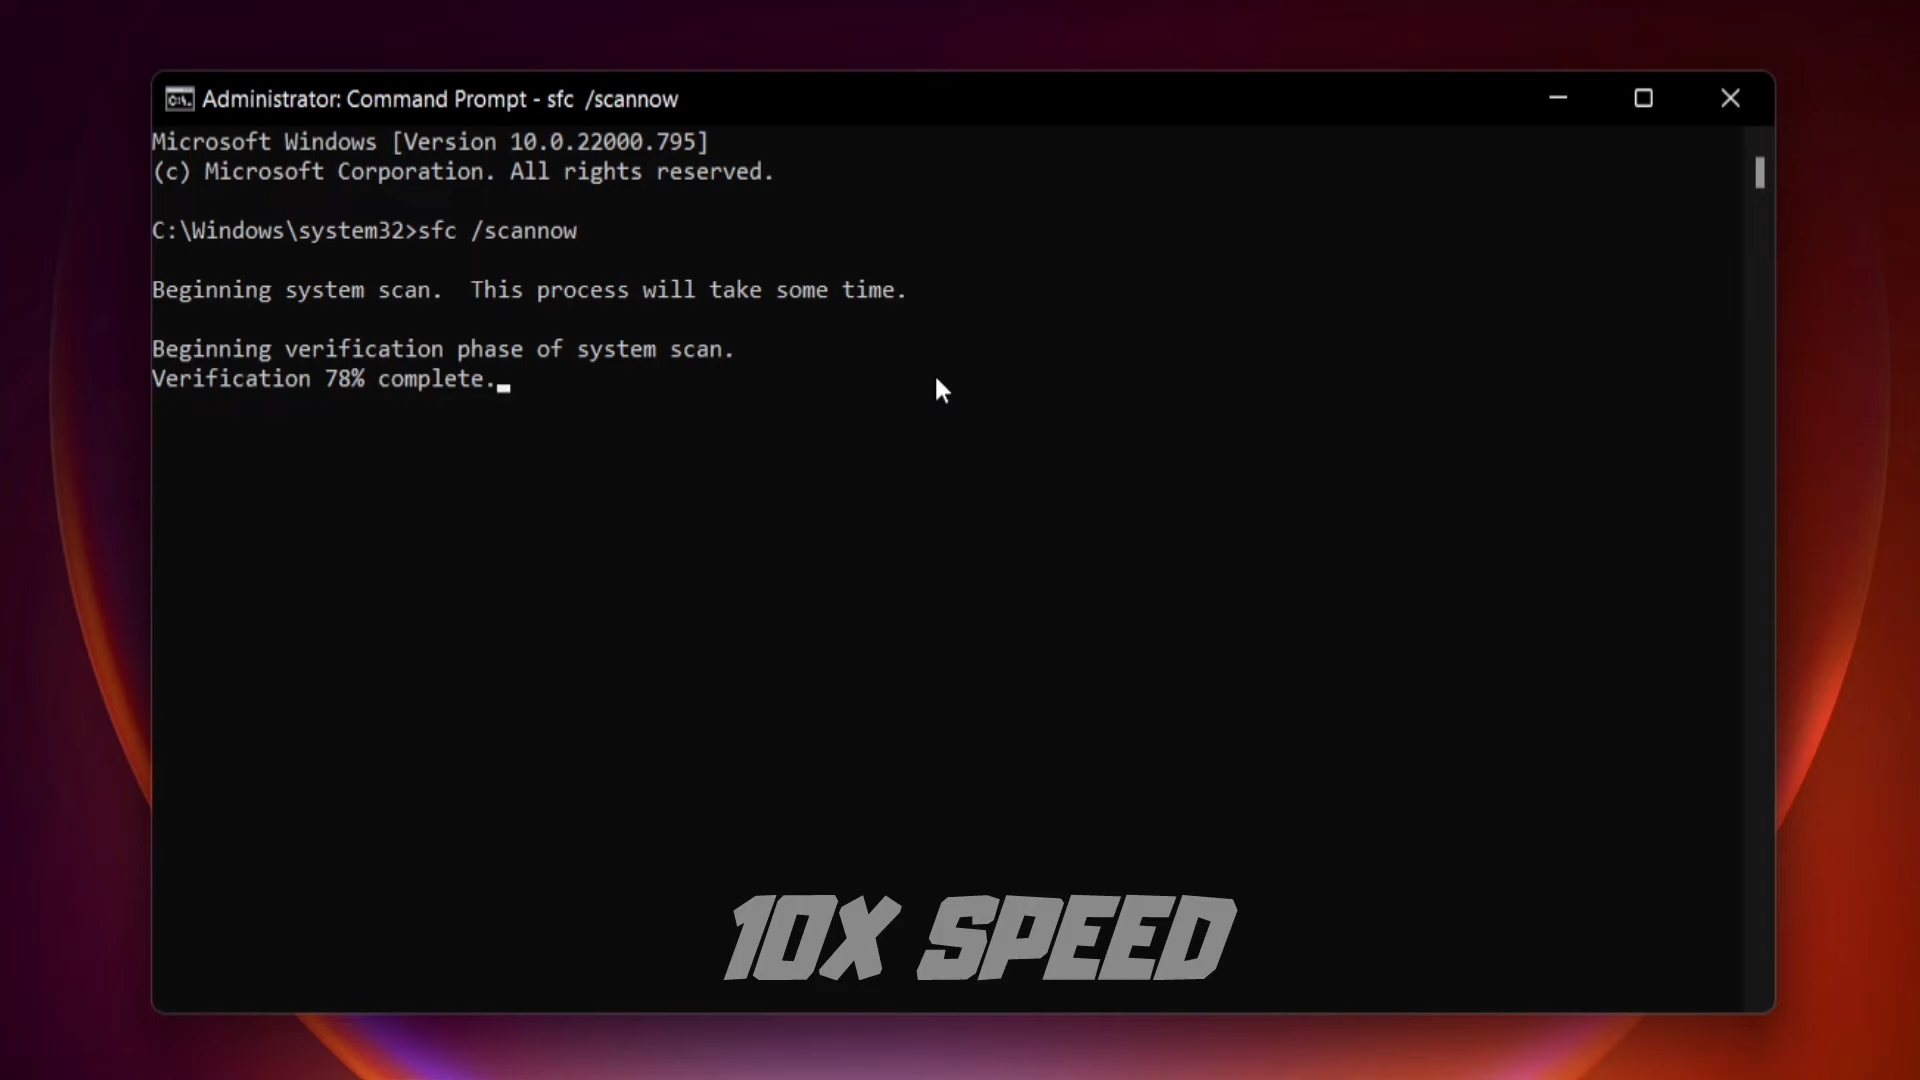 Administrator: Command Prompt - sfc  /scannow
Microsoft Windows [Version 10.0.22000.795]
(c) Microsoft Corporation. All rights reserved.
C:\Windows\system32>sfc /scannow
Beginning system scan.  This process will take some time.
Beginning verification phase of system scan.
Verification 78% complete.
10X SPEED